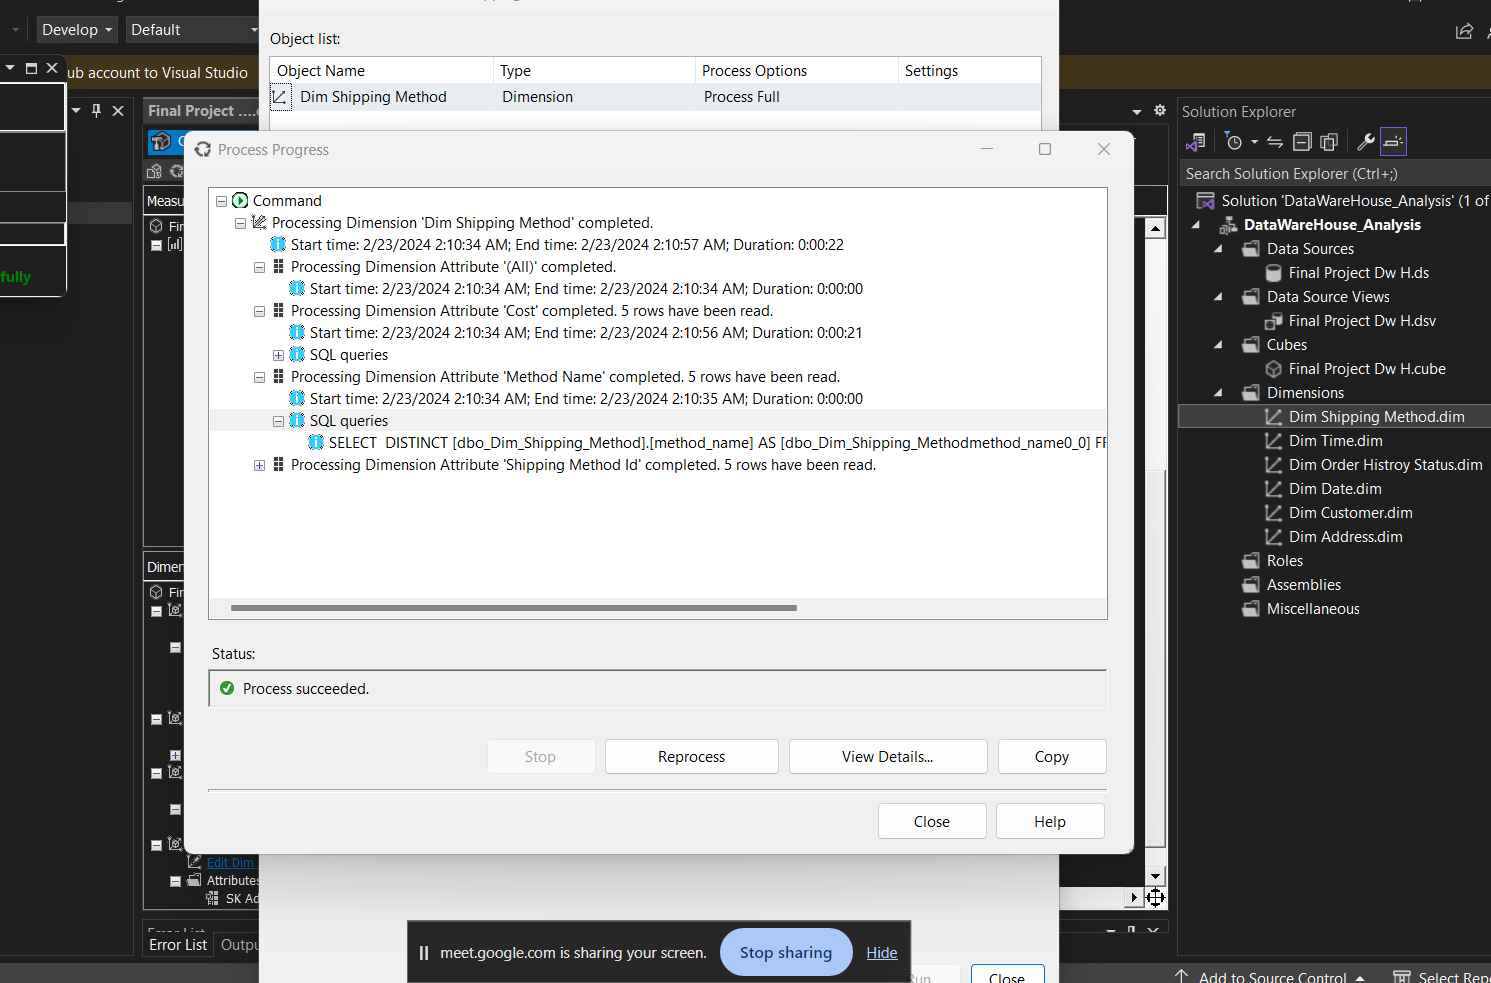 Develop
Default
ub account to Visual Studio
Final Project ....
Measu
Fir
fully
Dimen
Fir
Edit Dim
Attributes
SK Ad
Error List
Error List
Outpu
Object list:
Object Name Type Process Options Settings
Dim Shipping Method Dimension Process Full
Process Progress
Command
Processing Dimension 'Dim Shipping Method' completed.
Start time: 2/23/2024 2:10:34 AM; End time: 2/23/2024 2:10:57 AM; Duration: 0:00:22
Processing Dimension Attribute '(All)' completed.
Start time: 2/23/2024 2:10:34 AM; End time: 2/23/2024 2:10:34 AM; Duration: 0:00:00
Processing Dimension Attribute 'Cost' completed. 5 rows have been read.
Start time: 2/23/2024 2:10:34 AM; End time: 2/23/2024 2:10:56 AM; Duration: 0:00:21
SQL queries
Processing Dimension Attribute 'Method Name' completed. 5 rows have been read.
Start time: 2/23/2024 2:10:34 AM; End time: 2/23/2024 2:10:35 AM; Duration: 0:00:00
SQL queries
SELECT DISTINCT [dbo_Dim_Shipping_Method].[method_name] AS [dbo_Dim_Shipping_Methodmethod_name0_0] FR
Processing Dimension Attribute 'Shipping Method Id' completed. 5 rows have been read.
Status:
Process succeeded.
Stop
Reprocess
View Details...
Copy
Close
Help
meet.google.com is sharing your screen.
Stop sharing
Hide
Run
Close
Solution Explorer
Search Solution Explorer (Ctrl+;)
Solution 'DataWareHouse_Analysis' (1 of
DataWareHouse_Analysis
Data Sources
Final Project Dw H.ds
Data Source Views
Final Project Dw H.dsv
Cubes
Final Project Dw H.cube
Dimensions
Dim Shipping Method.dim
Dim Time.dim
Dim Order Histroy Status.dim
Dim Date.dim
Dim Customer.dim
Dim Address.dim
Roles
Assemblies
Miscellaneous
Add to Source Control
Select Rep